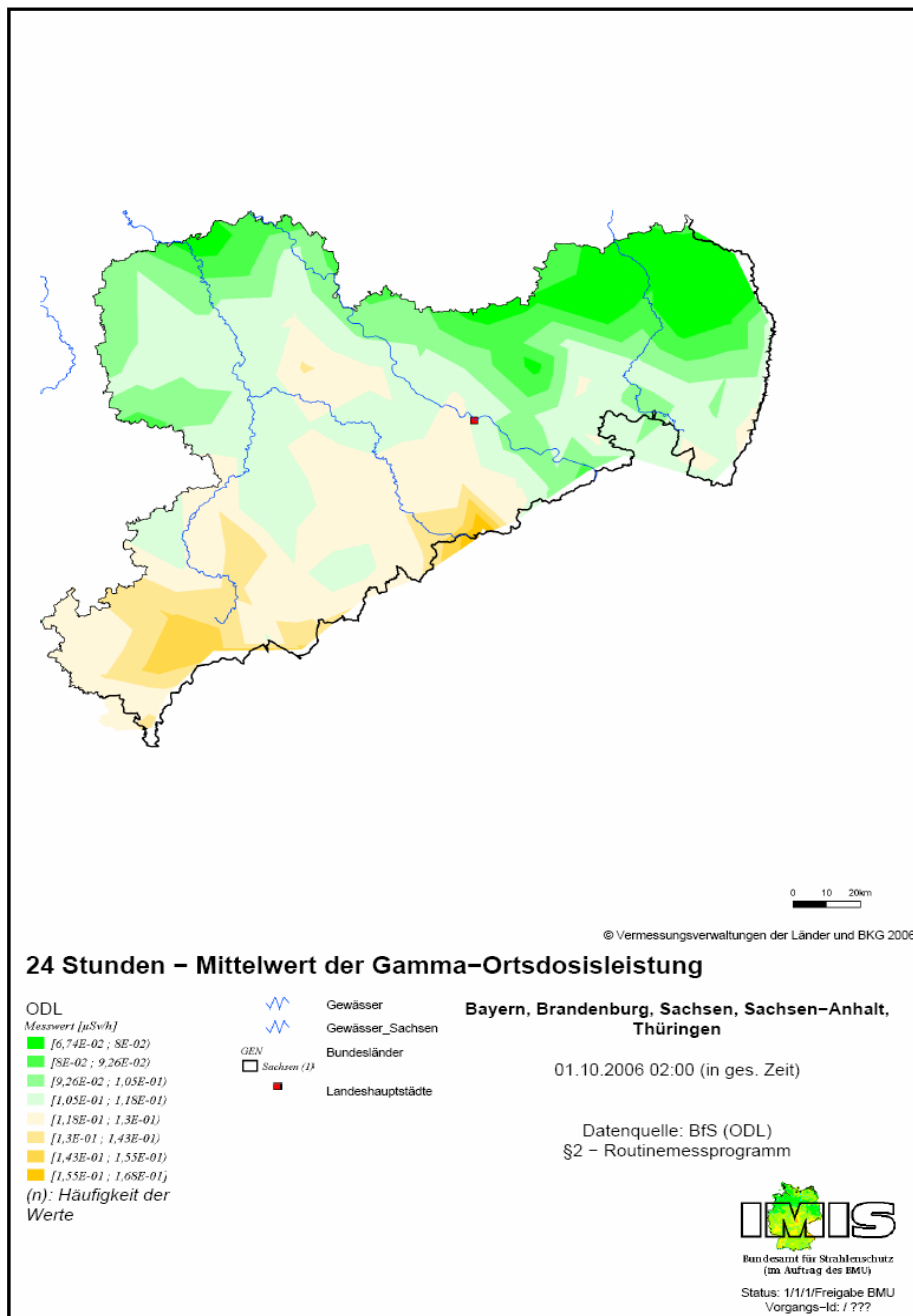 0 10 20km
© Vermessungsverwaltungen der Länder und BKG 2006
24 Stunden − Mittelwert der Gamma−Ortsdosisleistung
ODL
Messwert [µSv/h]
[6,74E-02 ; 8E-02)
[8E-02 ; 9,26E-02)
[9,26E-02 ; 1,05E-01)
[1,05E-01 ; 1,18E-01)
[1,18E-01 ; 1,3E-01)
[1,3E-01 ; 1,43E-01)
[1,43E-01 ; 1,55E-01)
[1,55E-01 ; 1,68E-01]
(n): Häufigkeit der
Werte
Gewässer
Gewässer_Sachsen
GEN
Bundesländer
Sachsen (1)
Landeshauptstädte
Bayern, Brandenburg, Sachsen, Sachsen−Anhalt,
Thüringen
01.10.2006 02:00 (in ges. Zeit)
Datenquelle: BfS (ODL)
§2 − Routinemessprogramm
IMIS
Bundesamt für Strahlenschutz
(im Auftrag des BMU)
Status: 1/1/1/Freigabe BMU
Vorgangs−Id: / ???